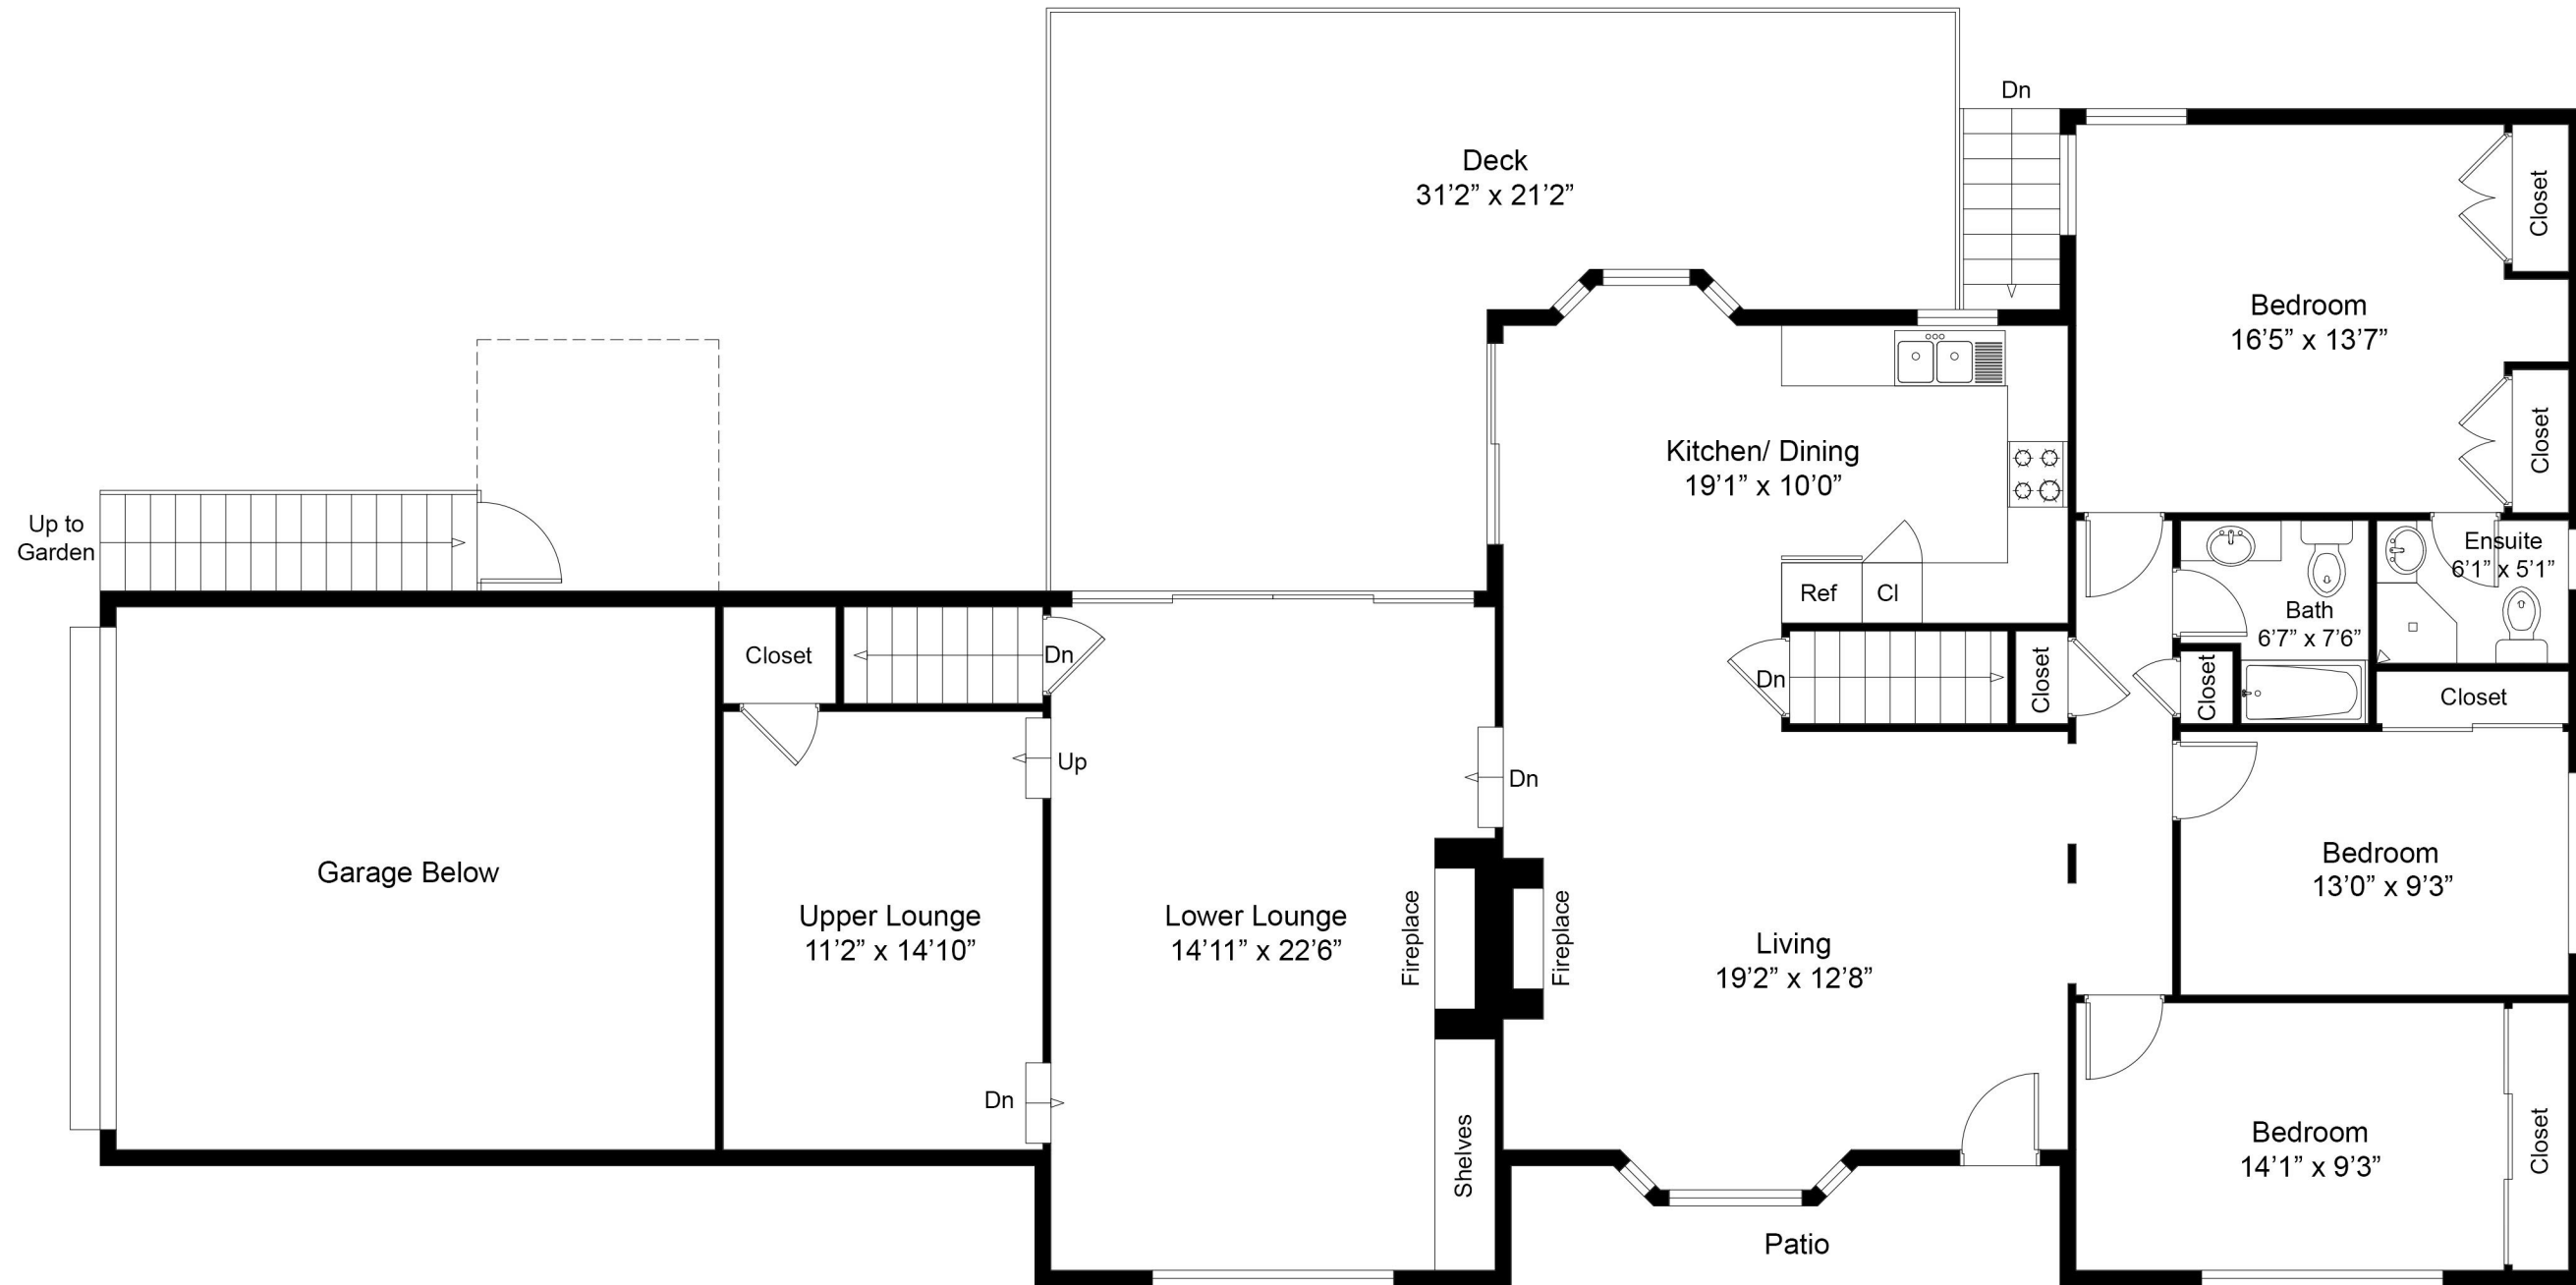 Dn
Deck
31’2” x 21’2”
Closet
Bedroom
16’5” x 13’7”
Closet
Kitchen/ Dining
19’1” x 10’0”
Up to
Garden
Ensuite
6’1” x 5’1”
Ref
Cl
Bath
6’7” x 7’6”
Closet
Dn
Dn
Closet
Closet
Closet
Up
Dn
Garage Below
Upper Lounge
11’2” x 14’10”
Lower Lounge
14’11” x 22’6”
Fireplace
Fireplace
Living
19’2” x 12’8”
Bedroom
13’0” x 9’3”
Dn
Shelves
Bedroom
14’1” x 9’3”
Closet
Patio